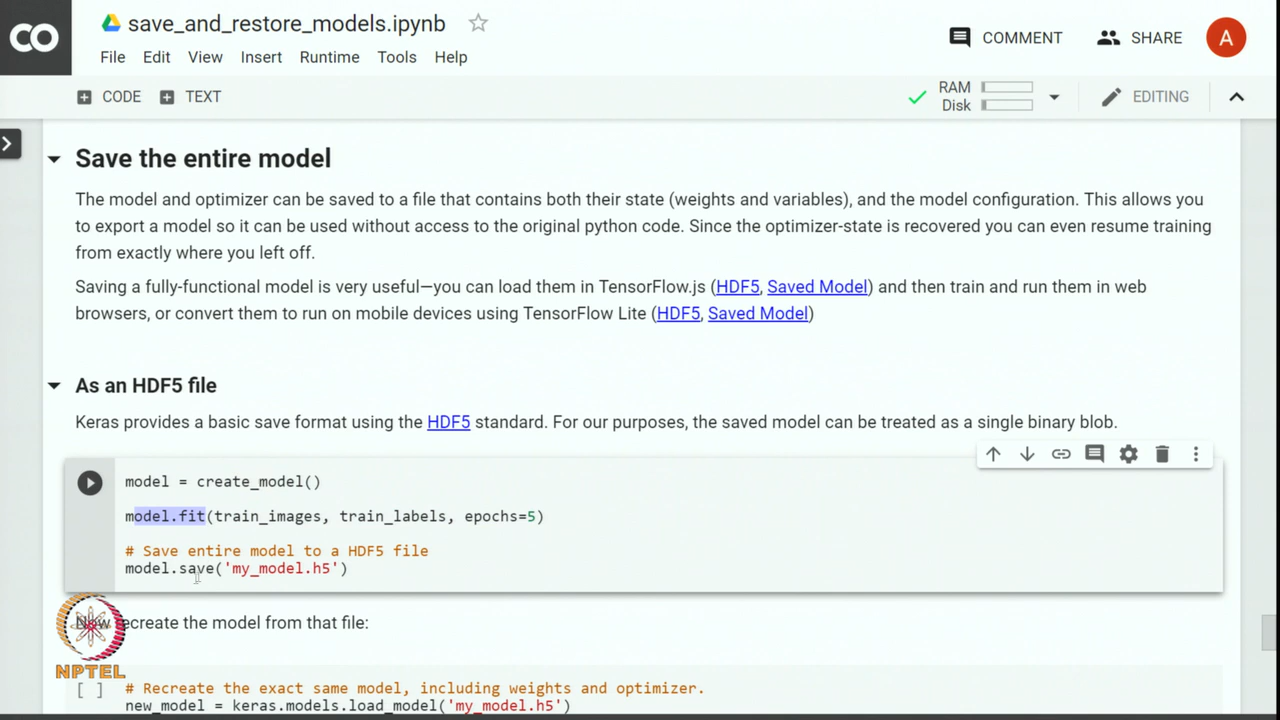 CO
save_and_restore_models.ipynb
File Edit View Insert Runtime Tools Help
COMMENT SHARE A
CODE TEXT
RAM
Disk
EDITING
Save the entire model
The model and optimizer can be saved to a file that contains both their state (weights and variables), and the model configuration. This allows you
to export a model so it can be used without access to the original python code. Since the optimizer-state is recovered you can even resume training
from exactly where you left off.
Saving a fully-functional model is very useful—you can load them in TensorFlow.js (HDF5, Saved Model) and then train and run them in web
browsers, or convert them to run on mobile devices using TensorFlow Lite (HDF5, Saved Model)
As an HDF5 file
Keras provides a basic save format using the HDF5 standard. For our purposes, the saved model can be treated as a single binary blob.
model = create_model()
model.fit(train_images, train_labels, epochs=5)
# Save entire model to a HDF5 file
model.save('my_model.h5')
Now recreate the model from that file:
NPTEL
[ ] # Recreate the exact same model, including weights and optimizer.
new_model = keras.models.load_model('my_model.h5')